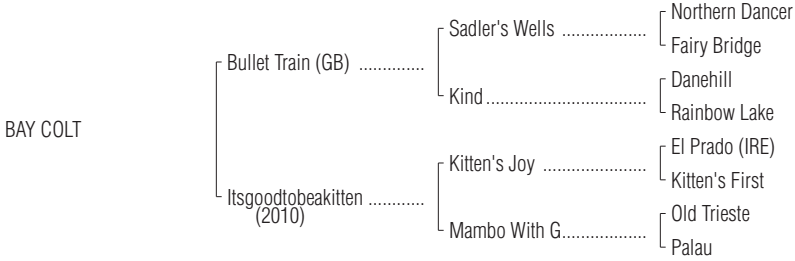 Northern Dancer
Sadler's Wells ...................
Fairy Bridge
Bullet Train (GB) ..............
Danehill
Kind ....................................
Rainbow Lake
BAY COLT
El Prado (IRE)
Kitten's Joy .......................
Kitten's First
Itsgoodtobeakitten ............
(2010)
Old Trieste
Mambo With G...................
Palau